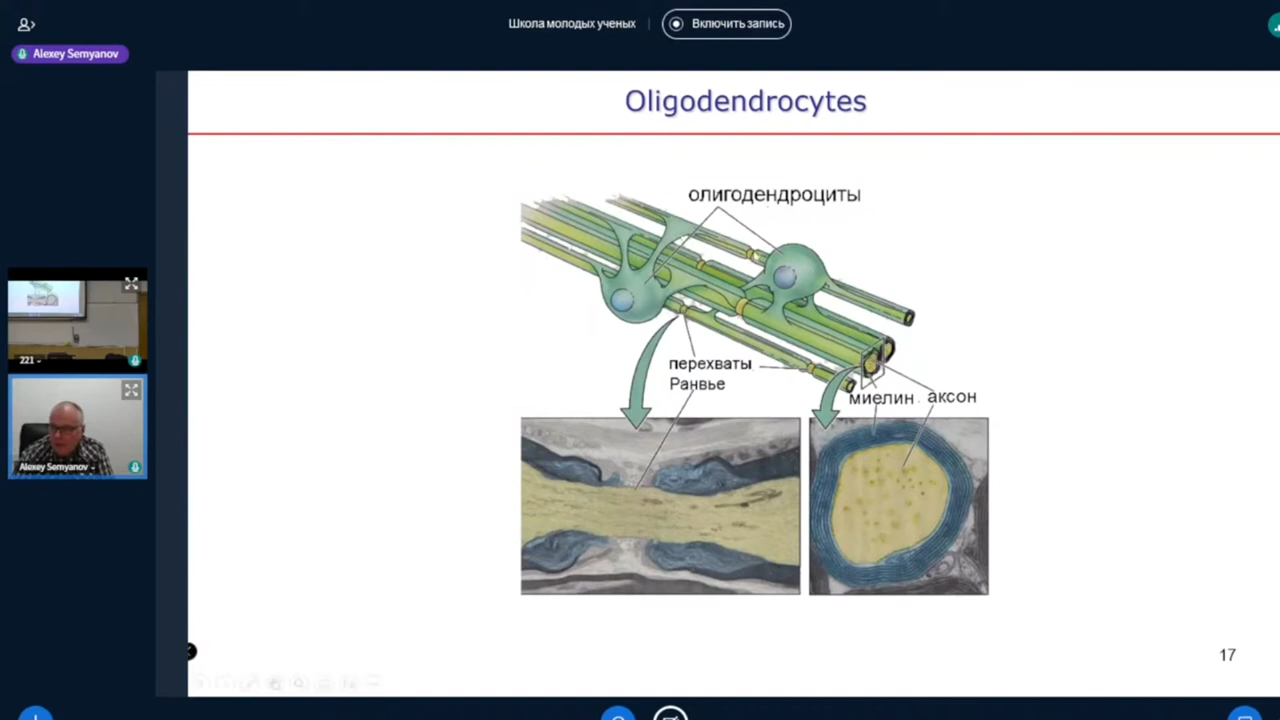 Школа молодых ученых
Включить запись
Alexey Semyanov
Oligodendrocytes
олигодендроциты
перехваты
Ранвье
миелин
аксон
221
Alexey Semyanov
17